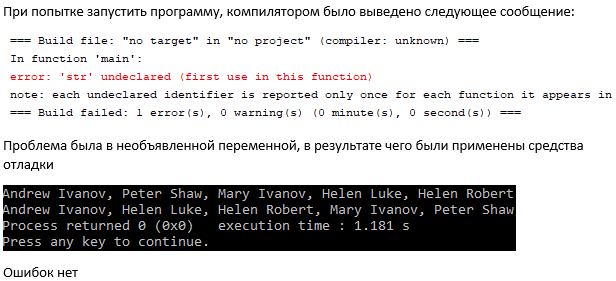 При попытке запустить программу, компилятором было выведено следующее сообщение:
=== Build file: "no target" in "no project" (compiler: unknown) ===
In function 'main':
error: 'str' undeclared (first use in this function)
note: each undeclared identifier is reported only once for each function it appears in
=== Build failed: 1 error(s), 0 warning(s) (0 minute(s), 0 second(s)) ===
Проблема была в необъявленной переменной, в результате чего были применены средства
отладки
Andrew Ivanov, Peter Shaw, Mary Ivanov, Helen Luke, Helen Robert
Andrew Ivanov, Helen Luke, Helen Robert, Mary Ivanov, Peter Shaw
Process returned 0 (0x0) execution time : 1.181 s
Press any key to continue.
Ошибок нет